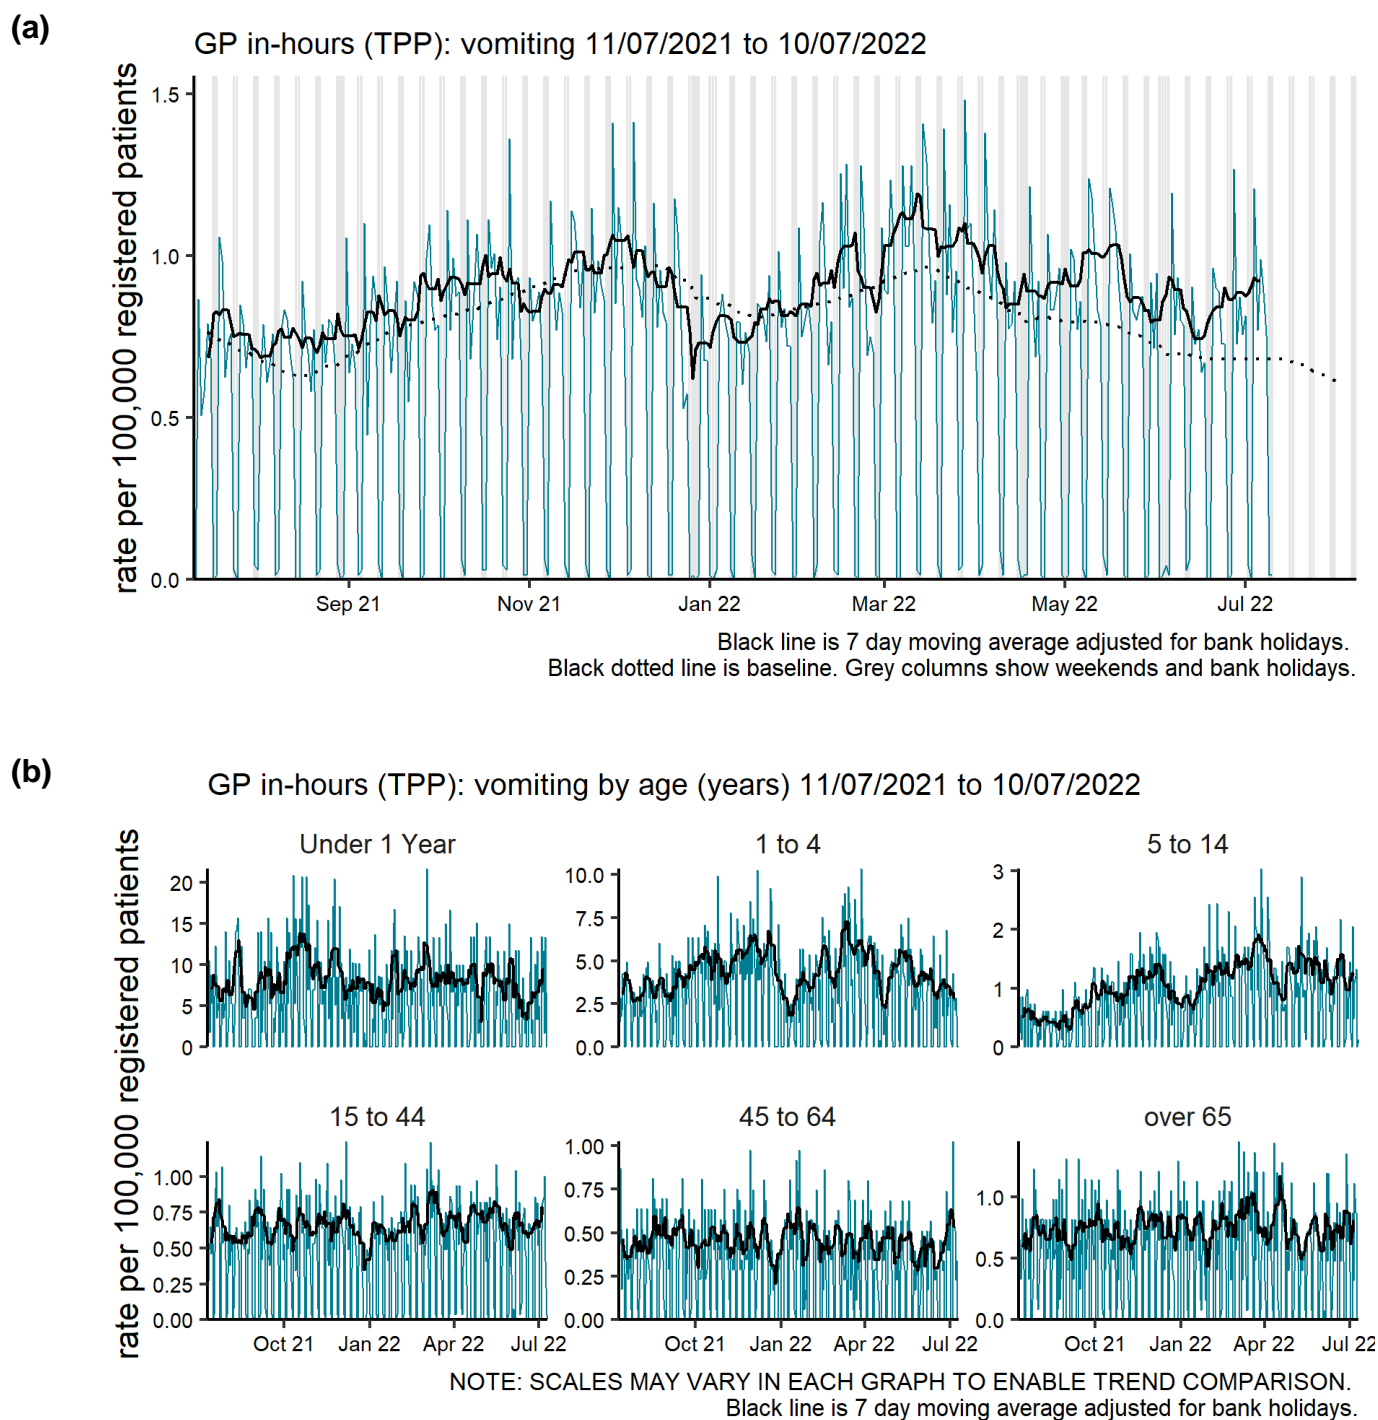 (a)
GP in-hours (TPP): vomiting 11/07/2021 to 10/07/2022
rate per 100,000 registered patients
1.5
1.0
0.5
0.0
Sep 21 Nov 21 Jan 22 Mar 22 May 22 Jul 22
Black line is 7 day moving average adjusted for bank holidays.
Black dotted line is baseline. Grey columns show weekends and bank holidays.
(b)
GP in-hours (TPP): vomiting by age (years) 11/07/2021 to 10/07/2022
rate per 100,000 registered patients
Under 1 Year
20
15
10
5
0
1 to 4
10.0
7.5
5.0
2.5
0.0
5 to 14
3
2
1
0
15 to 44
1.00
0.75
0.50
0.25
0.00
Oct 21 Jan 22 Apr 22 Jul 22
45 to 64
1.00
0.75
0.50
0.25
0.00
Oct 21 Jan 22 Apr 22 Jul 22
over 65
1.0
0.5
0.0
Oct 21 Jan 22 Apr 22 Jul 22
NOTE: SCALES MAY VARY IN EACH GRAPH TO ENABLE TREND COMPARISON.
Black line is 7 day moving average adjusted for bank holidays.